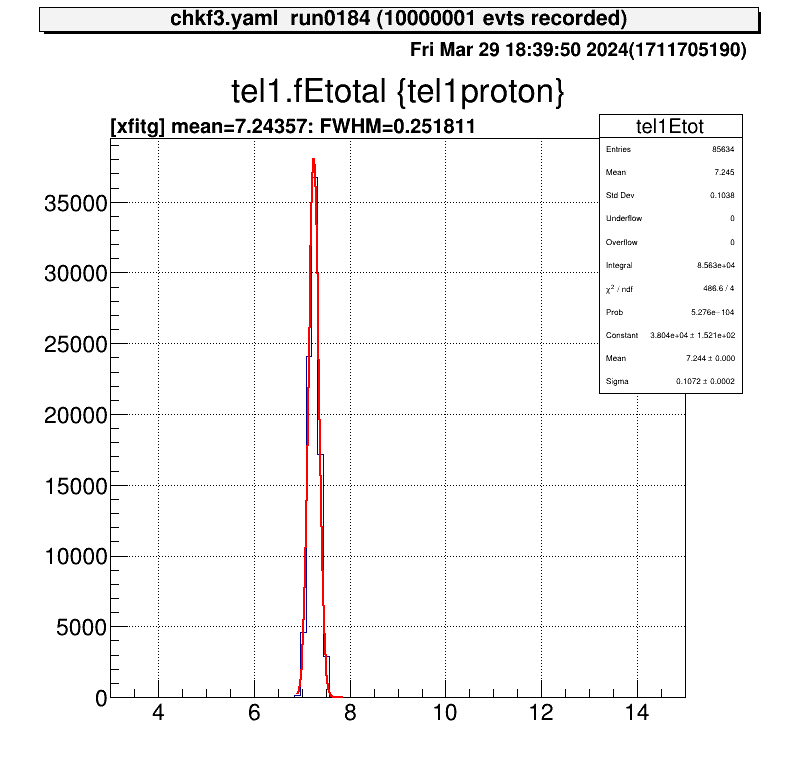 chkf3.yaml run0184 (10000001 evts recorded)
Fri Mar 29 18:39:50 2024(1711705190)
tel1.fEtotal {tel1proton}
[xfitg] mean=7.24357: FWHM=0.251811
tel1Etot
Entries 85634
Mean 7.245
Std Dev 0.1038
Underflow 0
Overflow 0
Integral 8.563e+04
χ² / ndf 486.6 / 4
Prob 5.276e−104
Constant 3.804e+04 ± 1.521e+02
Mean 7.244 ± 0.000
Sigma 0.1072 ± 0.0002
35000
30000
25000
20000
15000
10000
5000
0
4 6 8 10 12 14